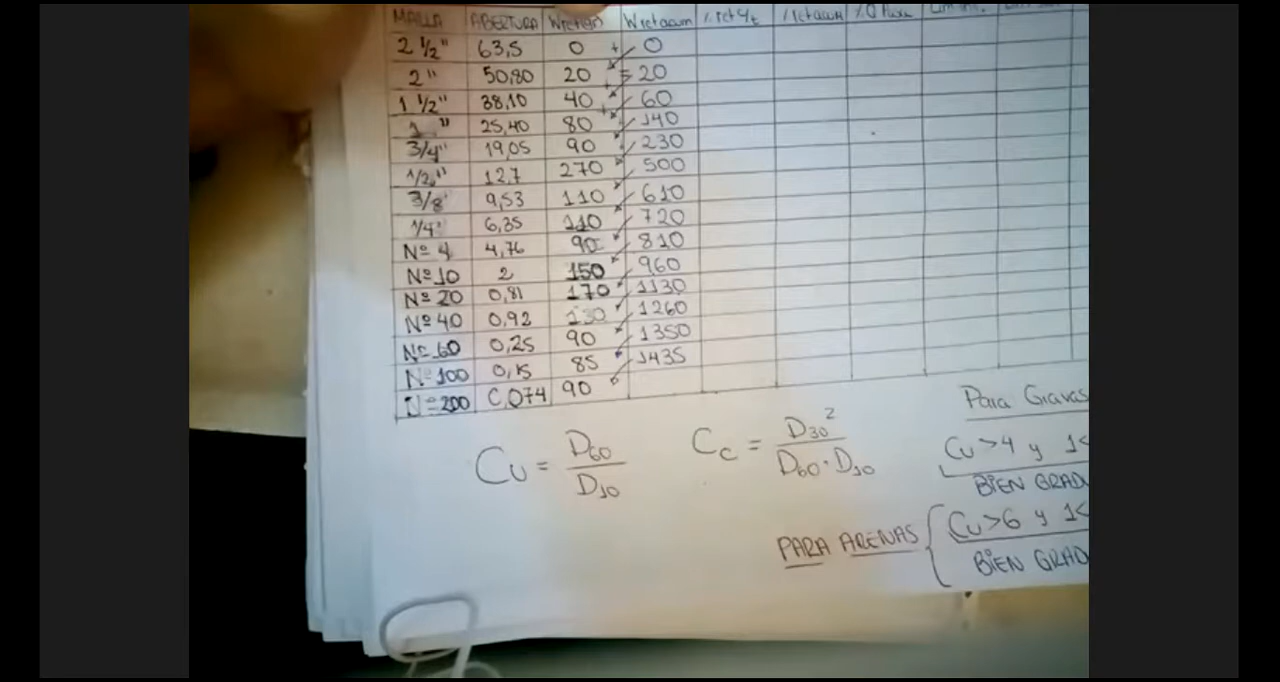 MALLA ABERTURA Wreten Wretacum
2 1/2" 63,5 0 + 0
2" 50,80 20 = 20
1 1/2" 38,10 40 60
1" 25,40 80 140
3/4" 19,05 90 230
1/2" 12,7 270 500
3/8" 9,53 110 610
1/4" 6,35 110 720
Nº 4 4,76 90 810
Nº 10 2 150 960
Nº 20 0,81 170 1130
Nº 40 0,92 130 1260
Nº 60 0,25 90 1350
Nº 100 0,15 85 1435
Nº 200 0,074 90
Cu = D60/D10 Cc = D30²/D60·D10
Para Gravas
Cu>4 y 1<
BIEN GRADU
PARA ARENAS { Cu>6 y 1<
BIEN GRAD